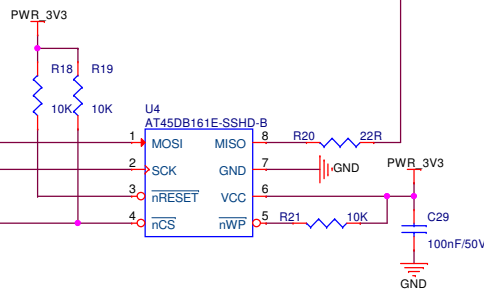 PWR_3V3
R18 R19
10K 10K
U4
AT45DB161E-SSHD-B
1 MOSI MISO 8 R20 22R
2 SCK GND 7 GND
PWR_3V3
3 nRESET VCC 6
4 nCS nWP 5 R21 10K
C29
100nF/50V
GND